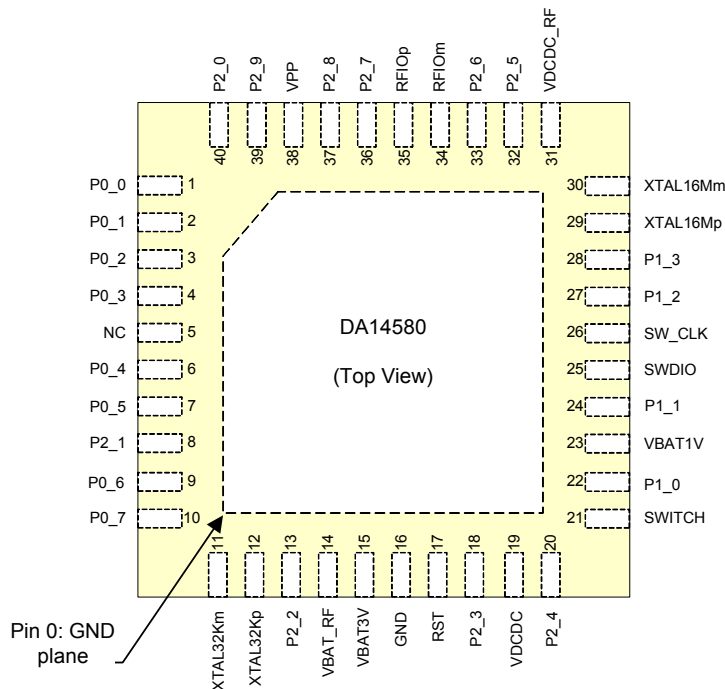 P2_0
P2_9
VPP
P2_8
P2_7
RFIOp
RFIOm
P2_6
P2_5
VDCDC_RF
40
39
38
37
36
35
34
33
32
31
P0_0 1
P0_1 2
P0_2 3
P0_3 4
NC 5
P0_4 6
P0_5 7
P2_1 8
P0_6 9
P0_7 10
DA14580
(Top View)
30 XTAL16Mm
29 XTAL16Mp
28 P1_3
27 P1_2
26 SW_CLK
25 SWDIO
24 P1_1
23 VBAT1V
22 P1_0
21 SWITCH
11
12
13
14
15
16
17
18
19
20
XTAL32Km
XTAL32Kp
P2_2
VBAT_RF
VBAT3V
GND
RST
P2_3
VDCDC
P2_4
Pin 0: GND
plane